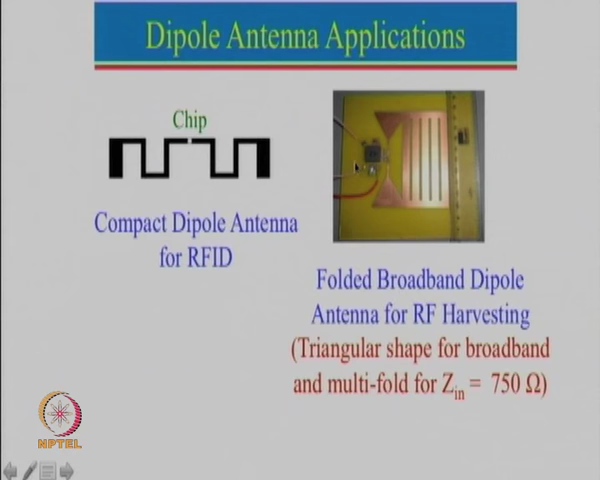 Dipole Antenna Applications
Chip
Compact Dipole Antenna
for RFID
Folded Broadband Dipole
Antenna for RF Harvesting
(Triangular shape for broadband
and multi-fold for Zin = 750 Ω)
NPTEL